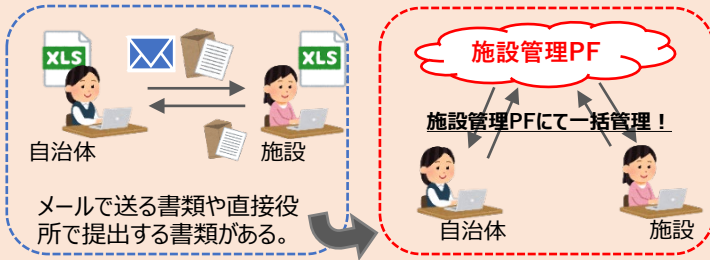 XLS
XLS
自治体
施設
メールで送る書類や直接役
所で提出する書類がある。
施設管理PF
施設管理PFにて一括管理！
自治体
施設